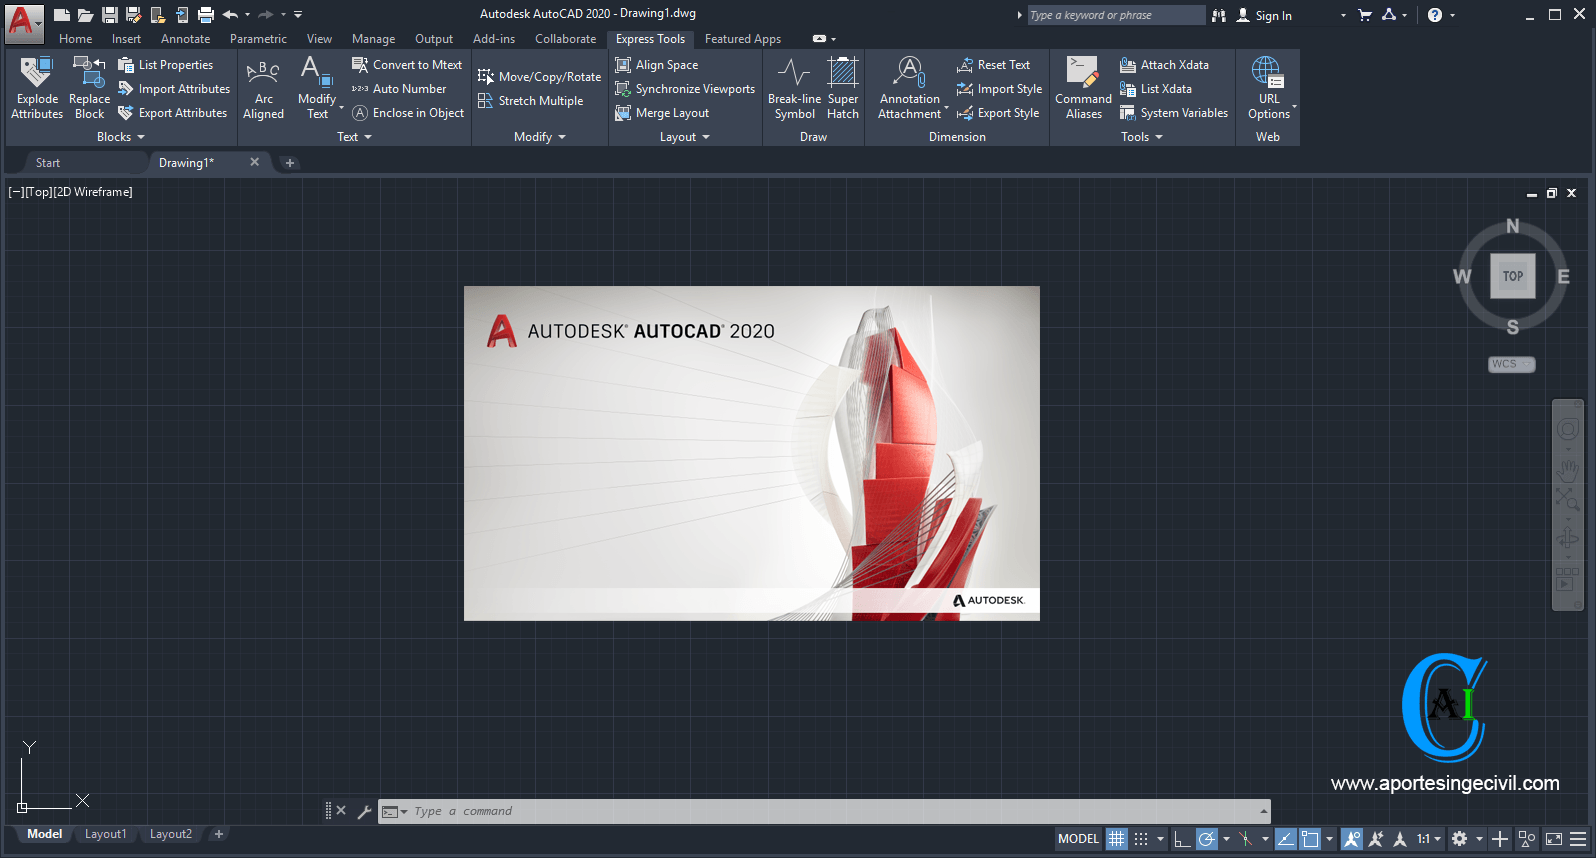 Autodesk AutoCAD 2020 - Drawing1.dwg
Type a keyword or phrase
Sign In
Home Insert Annotate Parametric View Manage Output Add-ins Collaborate Express Tools Featured Apps
Explode Attributes
Replace Block
List Properties
Import Attributes
Export Attributes
Blocks
ABC
Arc Aligned
Modify Text
Convert to Mtext
Auto Number
Enclose in Object
Text
Move/Copy/Rotate
Stretch Multiple
Modify
Align Space
Synchronize Viewports
Merge Layout
Layout
Break-line Symbol
Super Hatch
Draw
Annotation Attachment
Reset Text
Import Style
Export Style
Dimension
Command Aliases
Attach Xdata
List Xdata
System Variables
Tools
URL Options
Web
Start
Drawing1*
[−][Top][2D Wireframe]
N
W TOP E
S
WCS
AUTODESK® AUTOCAD® 2020
AUTODESK.
CAI
www.aportesingecivil.com
Y
X
Type a command
Model Layout1 Layout2
MODEL
1:1